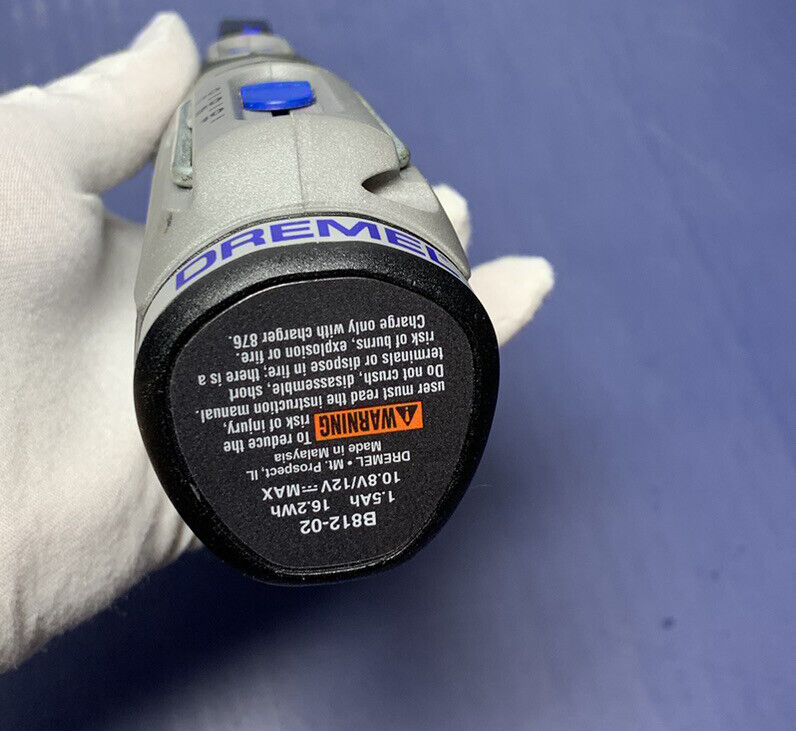 DREMEL
B812-02
1.5Ah 16.2Wh
10.8V/12V⎓MAX
DREMEL • Mt. Prospect, IL
Made in Malaysia
WARNING To reduce the
risk of injury,
user must read the instruction manual.
Do not crush, disassemble, short
terminals or dispose in fire; there is a
risk of burns, explosion or fire.
Charge only with charger 876.